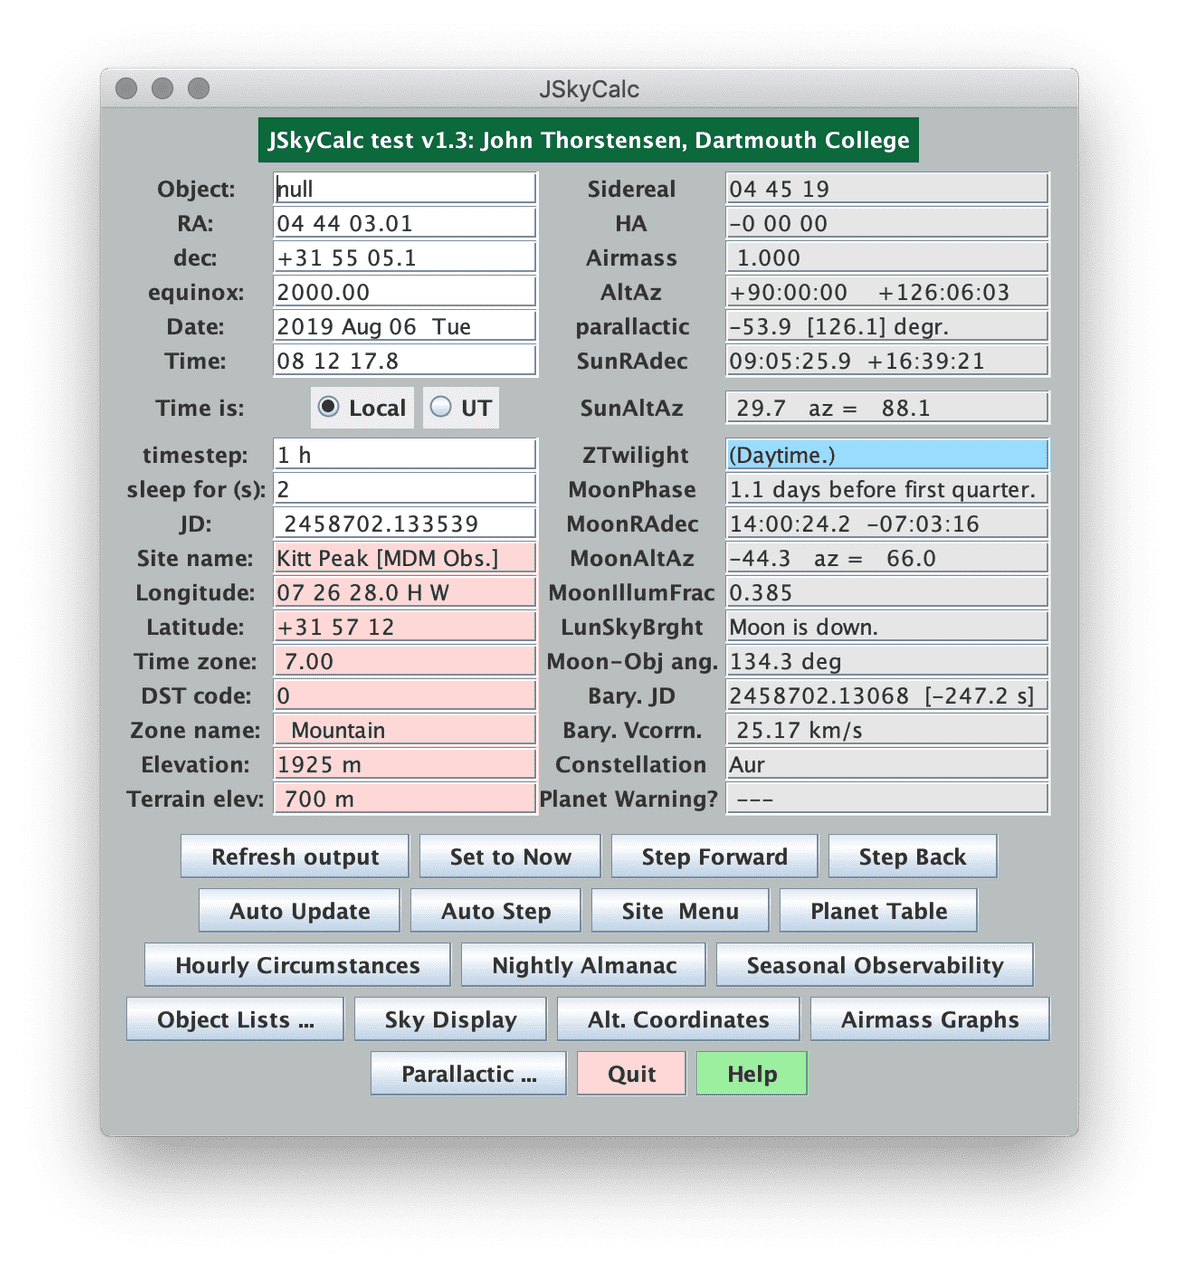 JSkyCalc
JSkyCalc test v1.3: John Thorstensen, Dartmouth College
Object: null Sidereal 04 45 19
RA: 04 44 03.01 HA -0 00 00
dec: +31 55 05.1 Airmass 1.000
equinox: 2000.00 AltAz +90:00:00 +126:06:03
Date: 2019 Aug 06 Tue parallactic -53.9 [126.1] degr.
Time: 08 12 17.8 SunRAdec 09:05:25.9 +16:39:21
Time is: Local UT SunAltAz 29.7 az = 88.1
timestep: 1 h ZTwilight (Daytime.)
sleep for (s): 2 MoonPhase 1.1 days before first quarter.
JD: 2458702.133539 MoonRAdec 14:00:24.2 -07:03:16
Site name: Kitt Peak [MDM Obs.] MoonAltAz -44.3 az = 66.0
Longitude: 07 26 28.0 H W MoonIllumFrac 0.385
Latitude: +31 57 12 LunSkyBrght Moon is down.
Time zone: 7.00 Moon-Obj ang. 134.3 deg
DST code: 0 Bary. JD 2458702.13068 [-247.2 s]
Zone name: Mountain Bary. Vcorrn. 25.17 km/s
Elevation: 1925 m Constellation Aur
Terrain elev: 700 m Planet Warning? ---
Refresh output Set to Now Step Forward Step Back
Auto Update Auto Step Site Menu Planet Table
Hourly Circumstances Nightly Almanac Seasonal Observability
Object Lists ... Sky Display Alt. Coordinates Airmass Graphs
Parallactic ... Quit Help